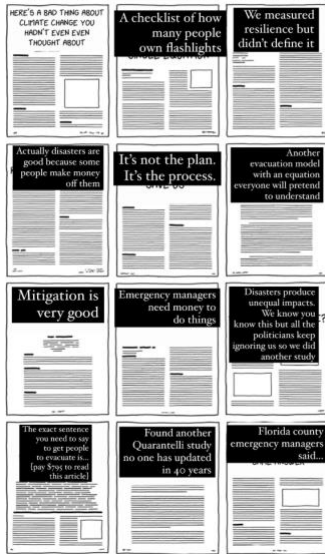 HERE'S A BAD THING ABOUT
CLIMATE CHANGE YOU
HADN'T EVEN EVEN
THOUGHT ABOUT
A checklist of how
many people
own flashlights
We measured
resilience but
didn't define it
Actually disasters are
good because some
people make money
off them
It's not the plan.
It's the process.
Another
evacuation model
with an equation
everyone will pretend
to understand
Mitigation is
very good
Emergency managers
need money to
do things
Disasters produce
unequal impacts.
We know you
know this but all the
politicians keep
ignoring us so we did
another study
The exact sentence
you need to say
to get people
to evacuate is...
[pay $795 to read
this article]
Found another
Quarantelli study
no one has updated
in 40 years
Florida county
emergency managers
said...